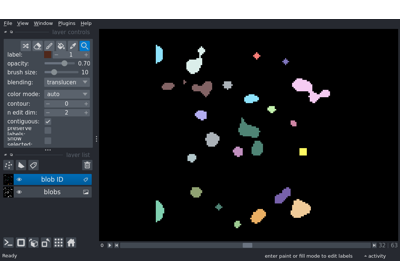 File View Window Plugins Help
layer controls
label: 1
opacity: 0.70
brush size: 10
blending: translucen
color mode: auto
contour: 0
n edit dim: 2
contiguous:
preserve labels:
show selected:
layer list
blob ID
blobs
0 32 63
Ready enter paint or fill mode to edit labels activity